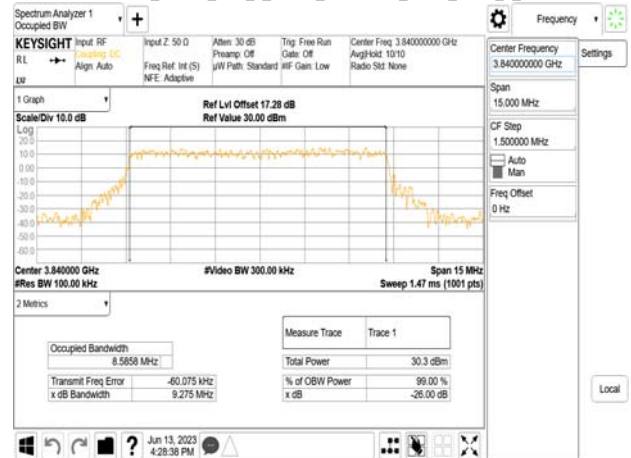 Spectrum Analyzer 1
Occupied BW
Frequency
KEYSIGHT
RL
Input: RF
Coupling: DC
Align: Auto
Input Z: 50 Ω
Freq Ref: Int (S)
NFE: Adaptive
Atten: 30 dB
Preamp: Off
µW Path: Standard
Trig: Free Run
Gate: Off
#IF Gain: Low
Center Freq: 3.840000000 GHz
Avg|Hold: 10/10
Radio Std: None
Center Frequency
3.840000000 GHz
Settings
Span
15.000 MHz
CF Step
1.500000 MHz
Auto
Man
Freq Offset
0 Hz
Local
1 Graph
Scale/Div 10.0 dB
Ref Lvl Offset 17.28 dB
Ref Value 30.00 dBm
Log
20.0
10.0
0.00
-10.0
-20.0
-30.0
-40.0
-50.0
-60.0
Center 3.840000 GHz
#Res BW 100.00 kHz
#Video BW 300.00 kHz
Span 15 MHz
Sweep 1.47 ms (1001 pts)
2 Metrics
Measure Trace Trace 1
Occupied Bandwidth
8.5858 MHz
Total Power 30.3 dBm
Transmit Freq Error -60.075 kHz
% of OBW Power 99.00 %
x dB Bandwidth 9.275 MHz
x dB -26.00 dB
Jun 13, 2023
4:28:38 PM